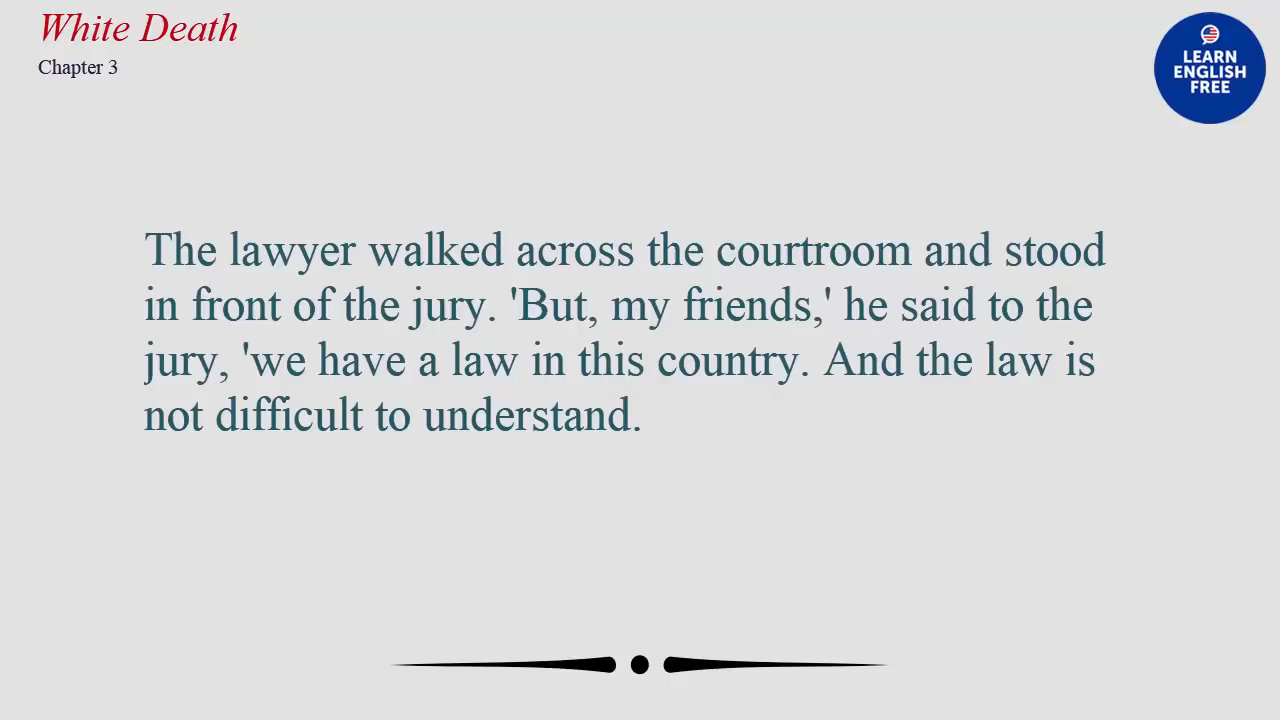 White Death
Chapter 3
LEARN
ENGLISH
FREE
The lawyer walked across the courtroom and stood
in front of the jury. 'But, my friends,' he said to the
jury, 'we have a law in this country. And the law is
not difficult to understand.